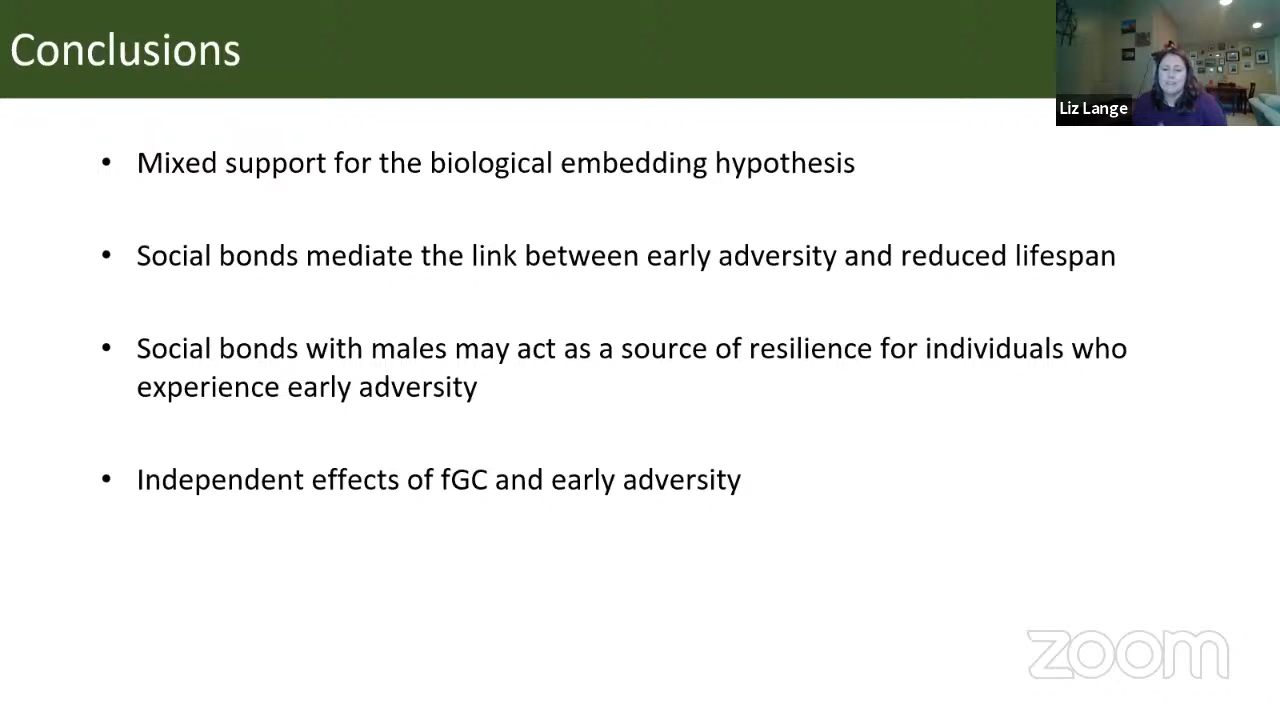 Conclusions
Liz Lange
• Mixed support for the biological embedding hypothesis
• Social bonds mediate the link between early adversity and reduced lifespan
• Social bonds with males may act as a source of resilience for individuals who
experience early adversity
• Independent effects of fGC and early adversity
zoom